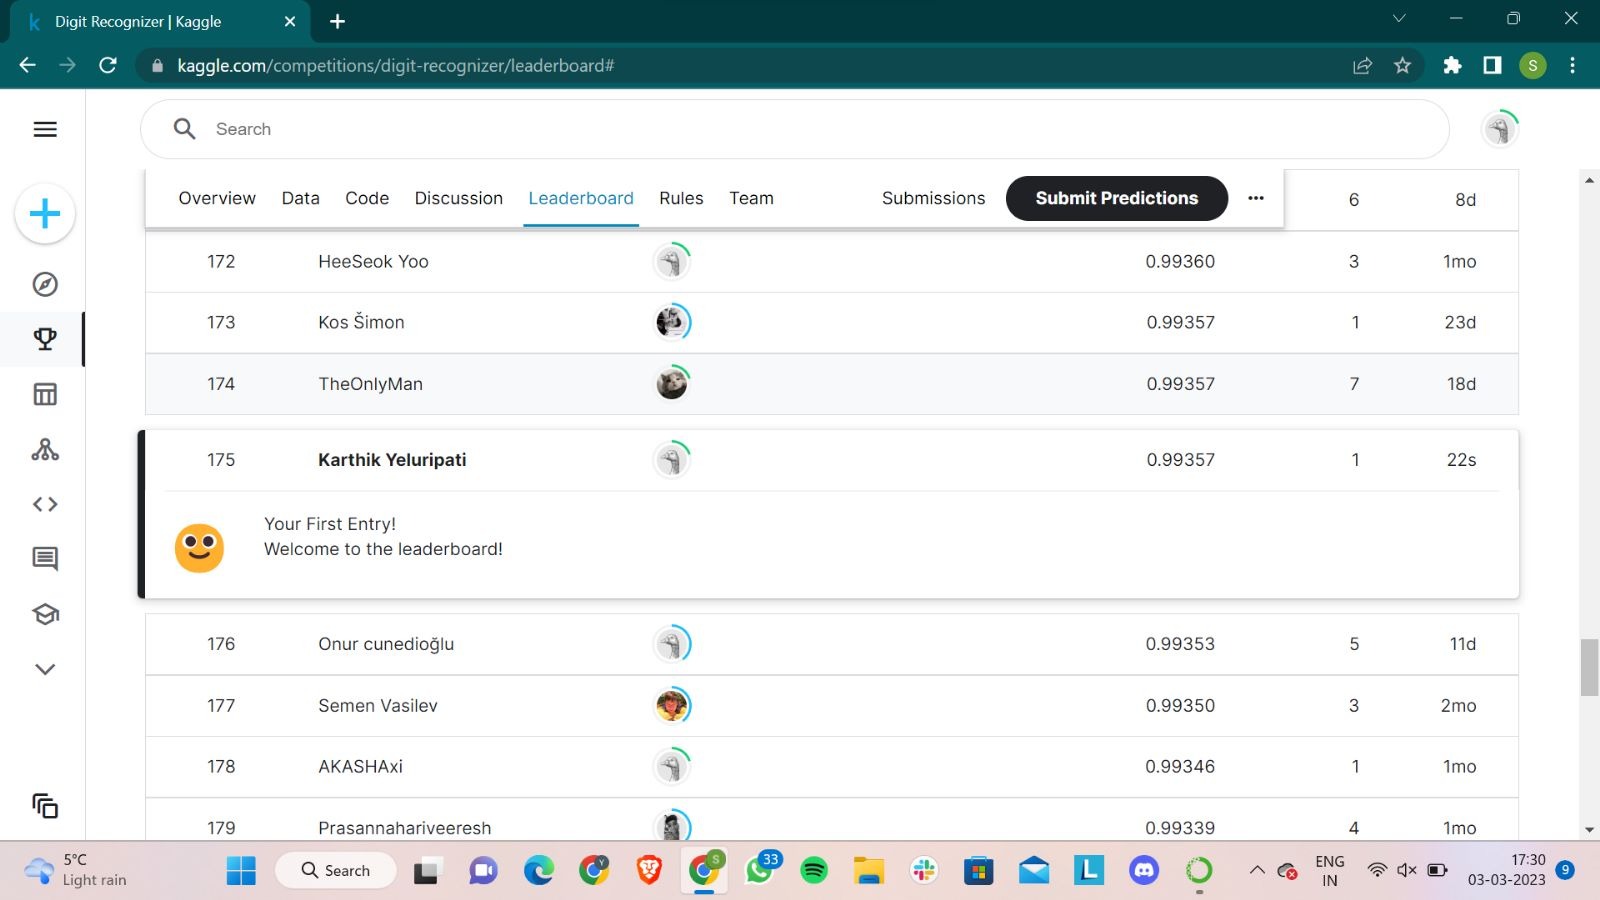 Digit Recognizer | Kaggle
kaggle.com/competitions/digit-recognizer/leaderboard#
S
Search
Overview Data Code Discussion Leaderboard Rules Team Submissions Submit Predictions
6 8d
172 HeeSeok Yoo 0.99360 3 1mo
173 Kos Šimon 0.99357 1 23d
174 TheOnlyMan 0.99357 7 18d
175 Karthik Yeluripati 0.99357 1 22s
Your First Entry!
Welcome to the leaderboard!
176 Onur cunedioğlu 0.99353 5 11d
177 Semen Vasilev 0.99350 3 2mo
178 AKASHAxi 0.99346 1 1mo
179 Prasannahariveeresh 0.99339 4 1mo
5°C
Light rain
Search
Y
S
33
L
ENG
IN
17:30
03-03-2023
9